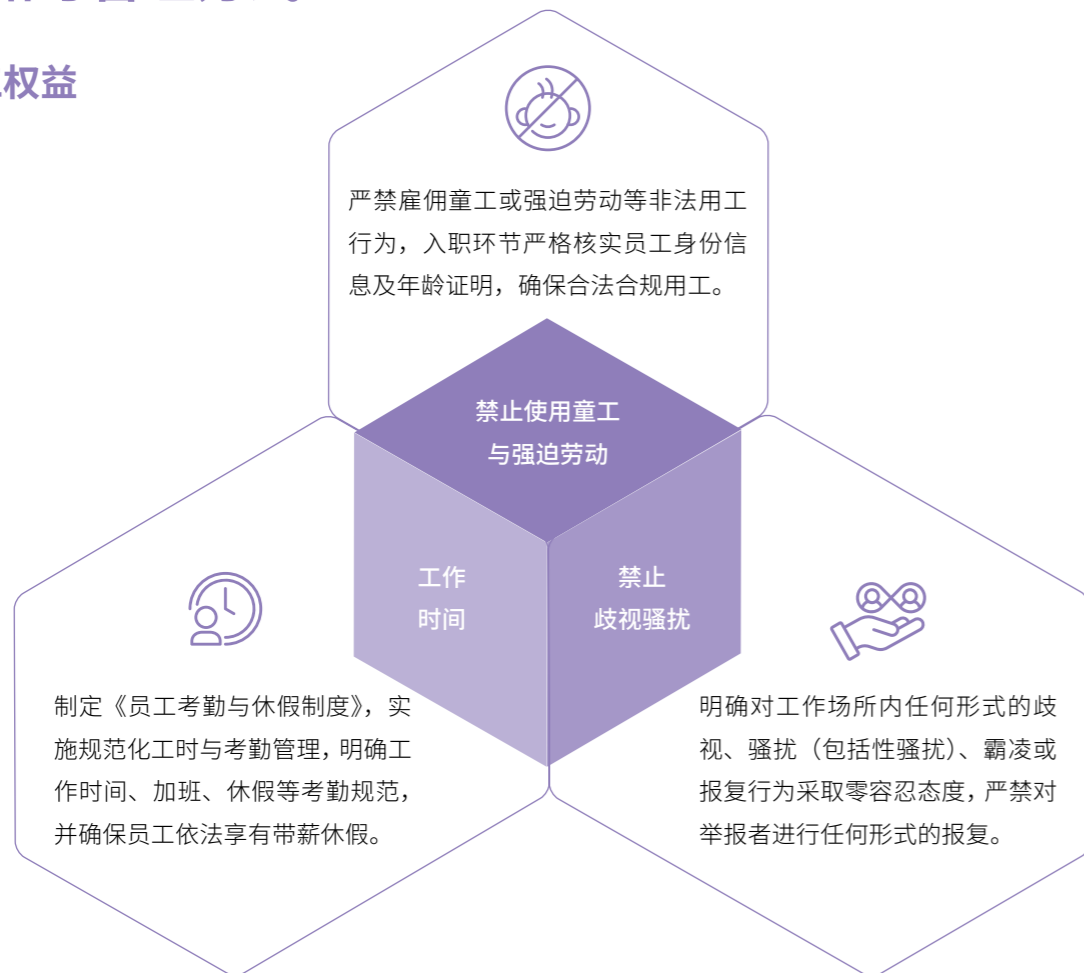 权益
严禁雇佣童工或强迫劳动等非法用工
行为，入职环节严格核实员工身份信
息及年龄证明，确保合法合规用工。
禁止使用童工
与强迫劳动
工作
时间
禁止
歧视骚扰
制定《员工考勤与休假制度》，实
施规范化工时与考勤管理，明确工
作时间、加班、休假等考勤规范，
并确保员工依法享有带薪休假。
明确对工作场所内任何形式的歧
视、骚扰（包括性骚扰）、霸凌或
报复行为采取零容忍态度，严禁对
举报者进行任何形式的报复。